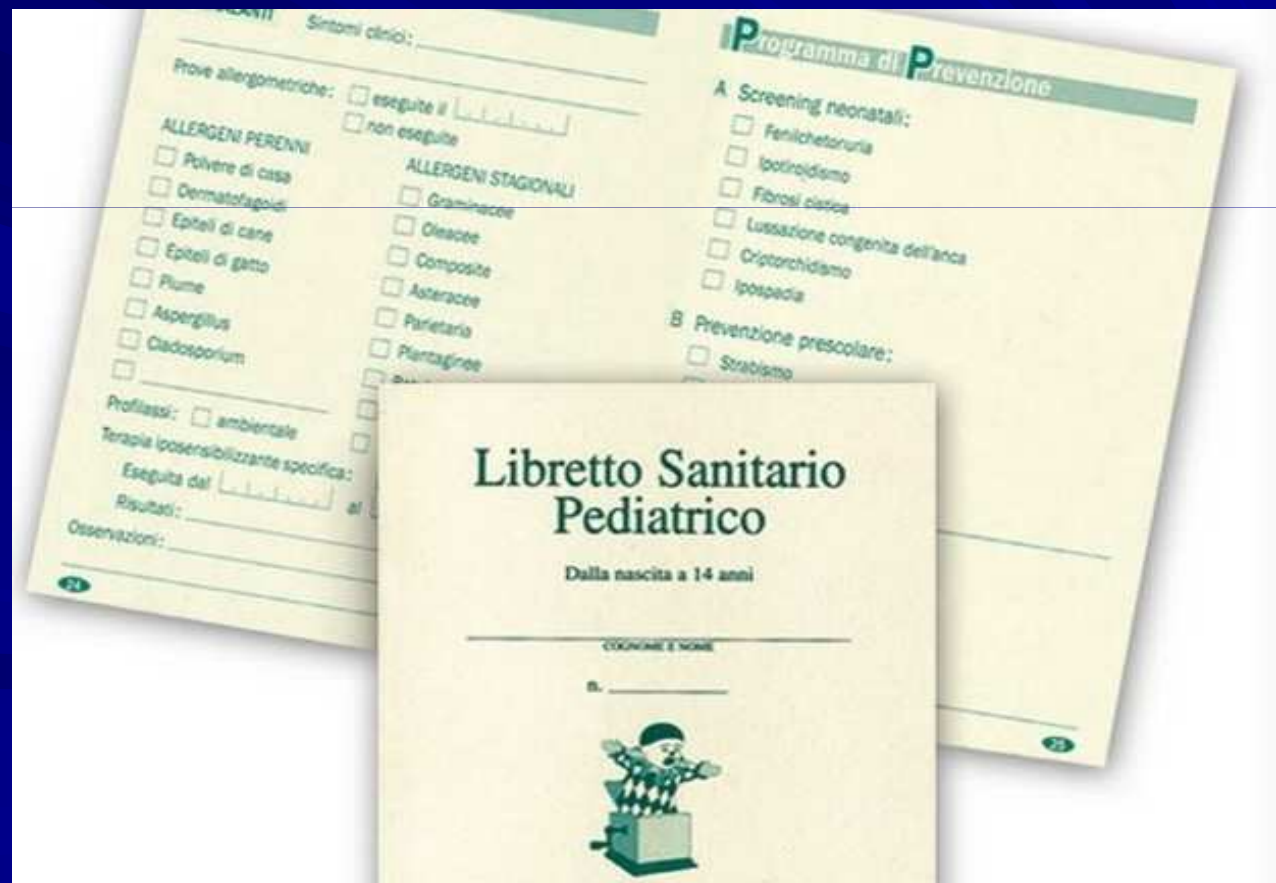 Sintomi clinici:
Prove allergometriche: eseguite il
non eseguite
ALLERGENI PERENNI
Polvere di casa
Dermatofagoidi
Epiteli di cane
Epiteli di gatto
Piume
Aspergillus
Cladosporium
ALLERGENI STAGIONALI
Graminacee
Oleacee
Composite
Asteracee
Parietaria
Plantaginee
Profilassi: ambientale
Terapia iposensibilizzante specifica:
Eseguita dal al
Risultati:
Osservazioni:
24
Programma di Prevenzione
A Screening neonatali:
Fenilchetonuria
Ipotiroidismo
Fibrosi cistica
Lussazione congenita dell'anca
Criptorchidismo
Ipospadia
B Prevenzione prescolare:
Strabismo
25
Libretto Sanitario
Pediatrico
Dalla nascita a 14 anni
COGNOME E NOME
n.